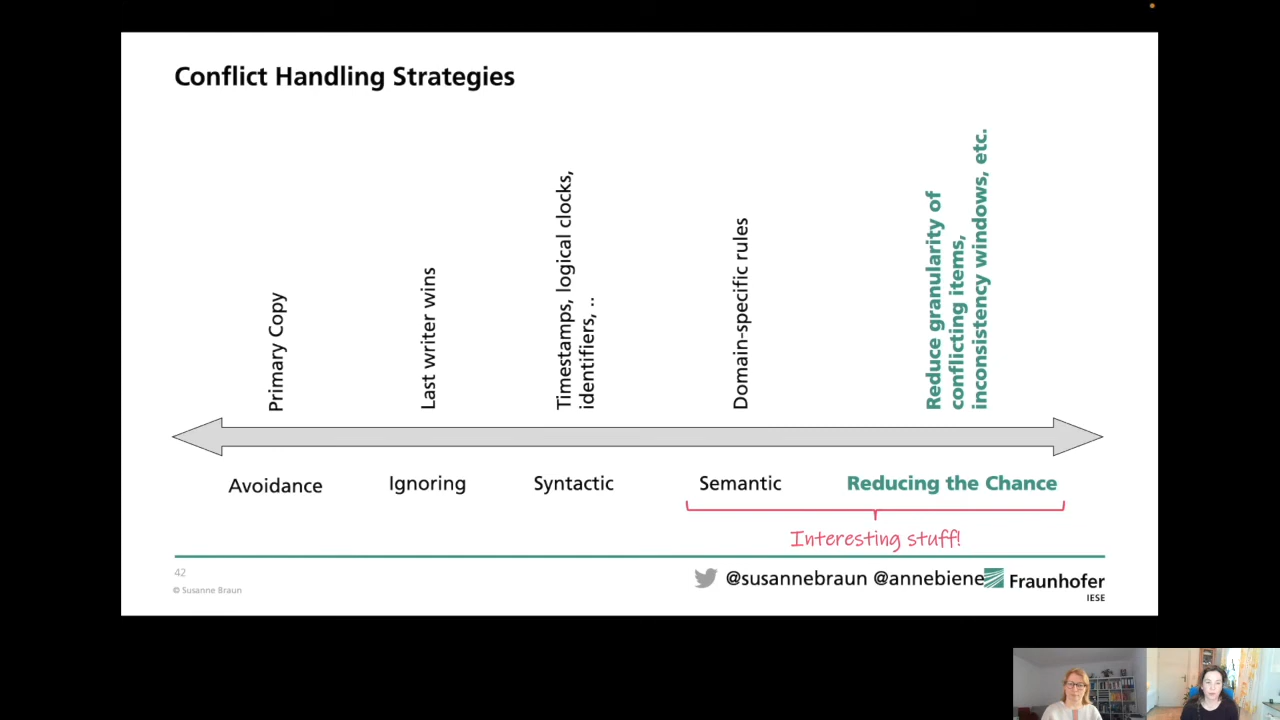 Conflict Handling Strategies
Primary Copy
Last writer wins
Timestamps, logical clocks,
identifiers, ..
Domain-specific rules
Reduce granularity of
conflicting items,
inconsistency windows, etc.
Avoidance
Ignoring
Syntactic
Semantic
Reducing the Chance
Interesting stuff!
42
© Susanne Braun
@susannebraun @annebiene
Fraunhofer
IESE